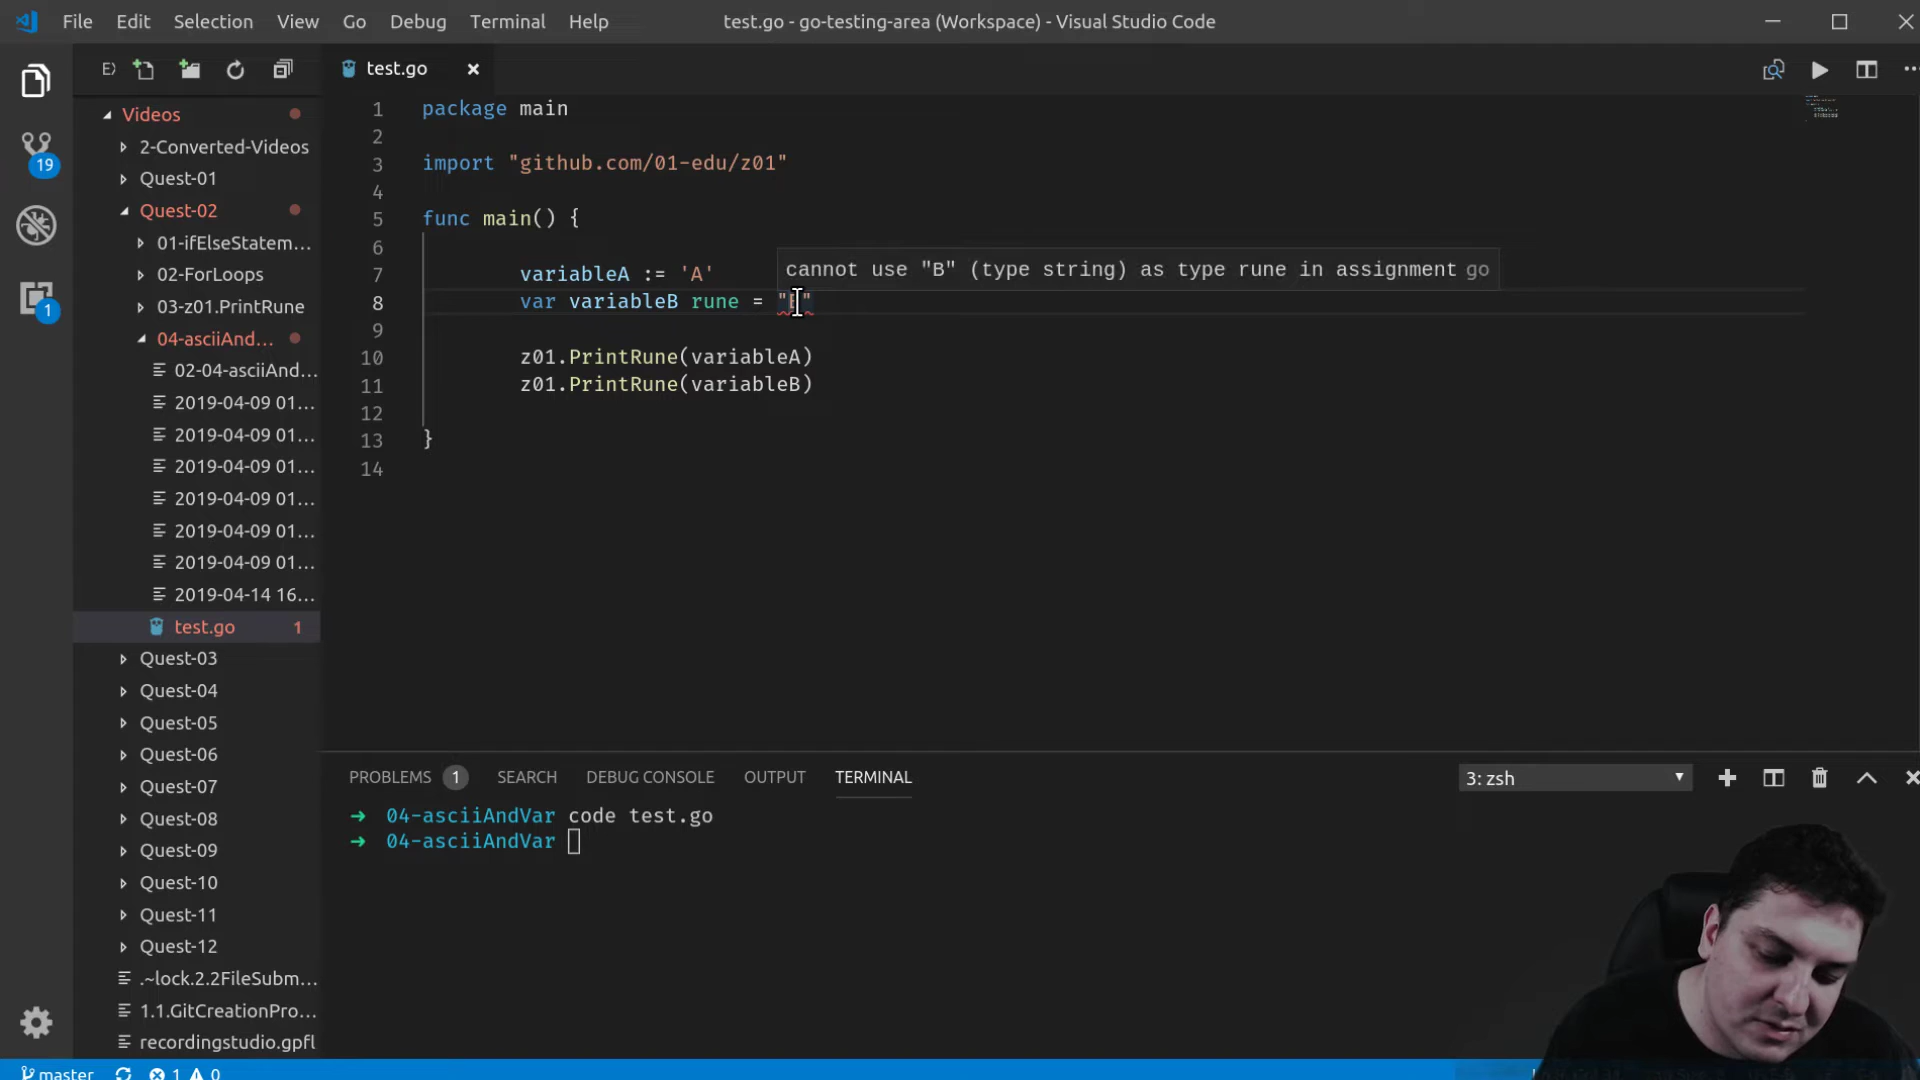 File Edit Selection View Go Debug Terminal Help
test.go - go-testing-area (Workspace) - Visual Studio Code
test.go
Videos
2-Converted-Videos
Quest-01
Quest-02
01-ifElseStatem...
02-ForLoops
03-z01.PrintRune
04-asciiAnd...
02-04-asciiAnd...
2019-04-09 01...
2019-04-09 01...
2019-04-09 01...
2019-04-09 01...
2019-04-09 01...
2019-04-09 01...
2019-04-14 16...
test.go 1
Quest-03
Quest-04
Quest-05
Quest-06
Quest-07
Quest-08
Quest-09
Quest-10
Quest-11
Quest-12
.~lock.2.2FileSubm...
1.1.GitCreationPro...
recordingstudio.gpfl
19
1
1 package main
2
3 import "github.com/01-edu/z01"
4
5 func main() {
6
7 variableA := 'A'
cannot use "B" (type string) as type rune in assignment go
8 var variableB rune = "B"
9
10 z01.PrintRune(variableA)
11 z01.PrintRune(variableB)
12
13 }
14
PROBLEMS 1 SEARCH DEBUG CONSOLE OUTPUT TERMINAL
3: zsh
➜ 04-asciiAndVar code test.go
➜ 04-asciiAndVar
master 1 0